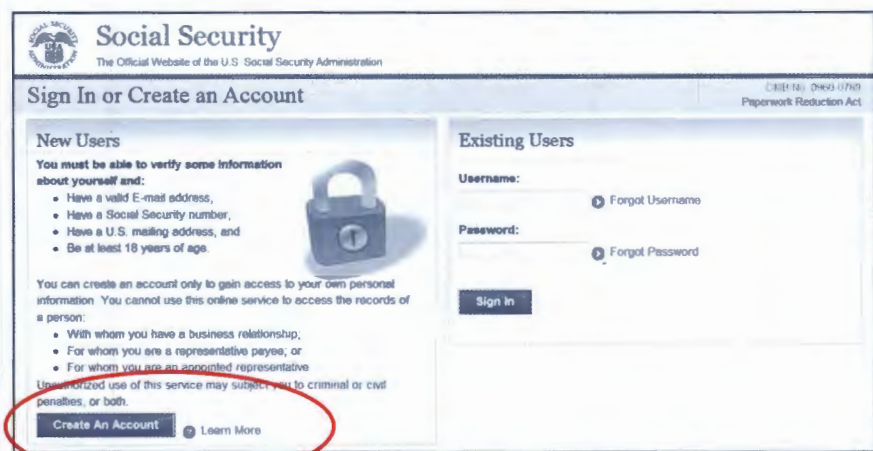 Social Security
The Official Website of the U.S. Social Security Administration
Sign In or Create an Account
OMB No. 0960-0789
Paperwork Reduction Act
New Users
You must be able to verify some information
about yourself and:
• Have a valid E-mail address,
• Have a Social Security number,
• Have a U.S. mailing address, and
• Be at least 18 years of age.
You can create an account only to gain access to your own personal
information. You cannot use this online service to access the records of
a person:
• With whom you have a business relationship;
• For whom you are a representative payee; or
• For whom you are an appointed representative
Unauthorized use of this service may subject you to criminal or civil
penalties, or both.
Create An Account
Learn More
Existing Users
Username:
Forgot Username
Password:
Forgot Password
Sign In